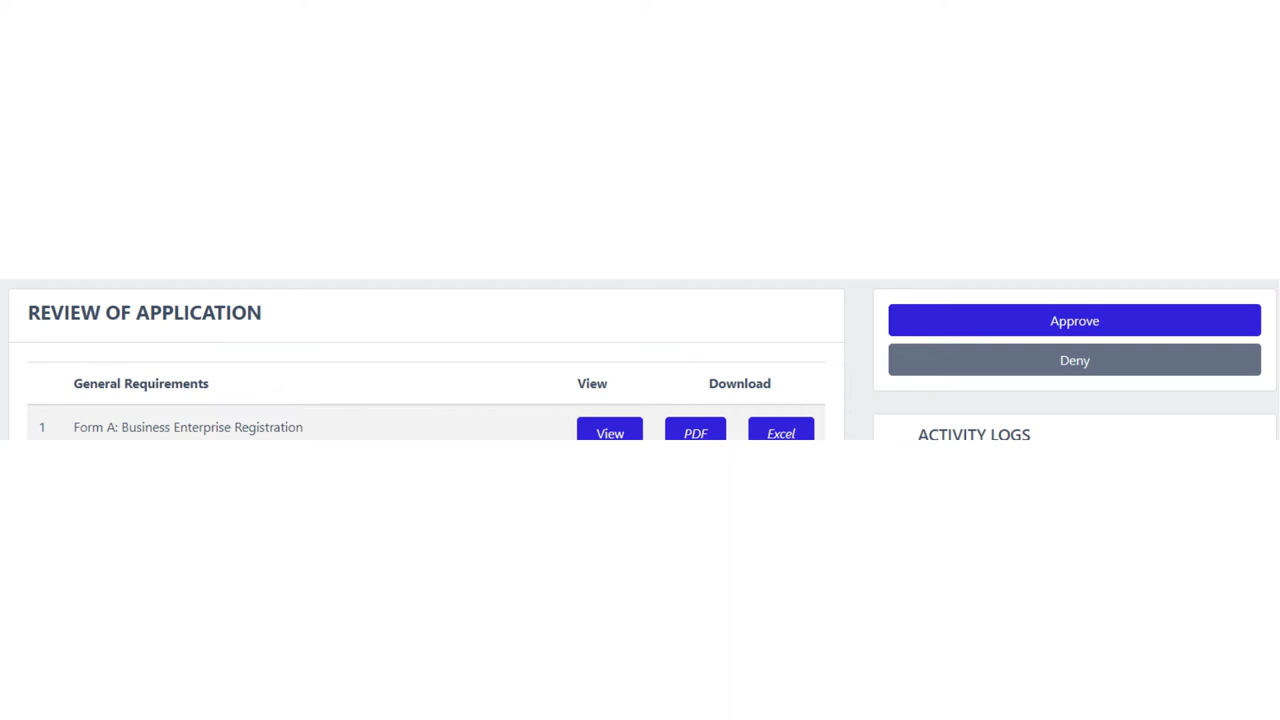 REVIEW OF APPLICATION
Approve
Deny
General Requirements View Download
1 Form A: Business Enterprise Registration View PDF Excel
ACTIVITY LOGS